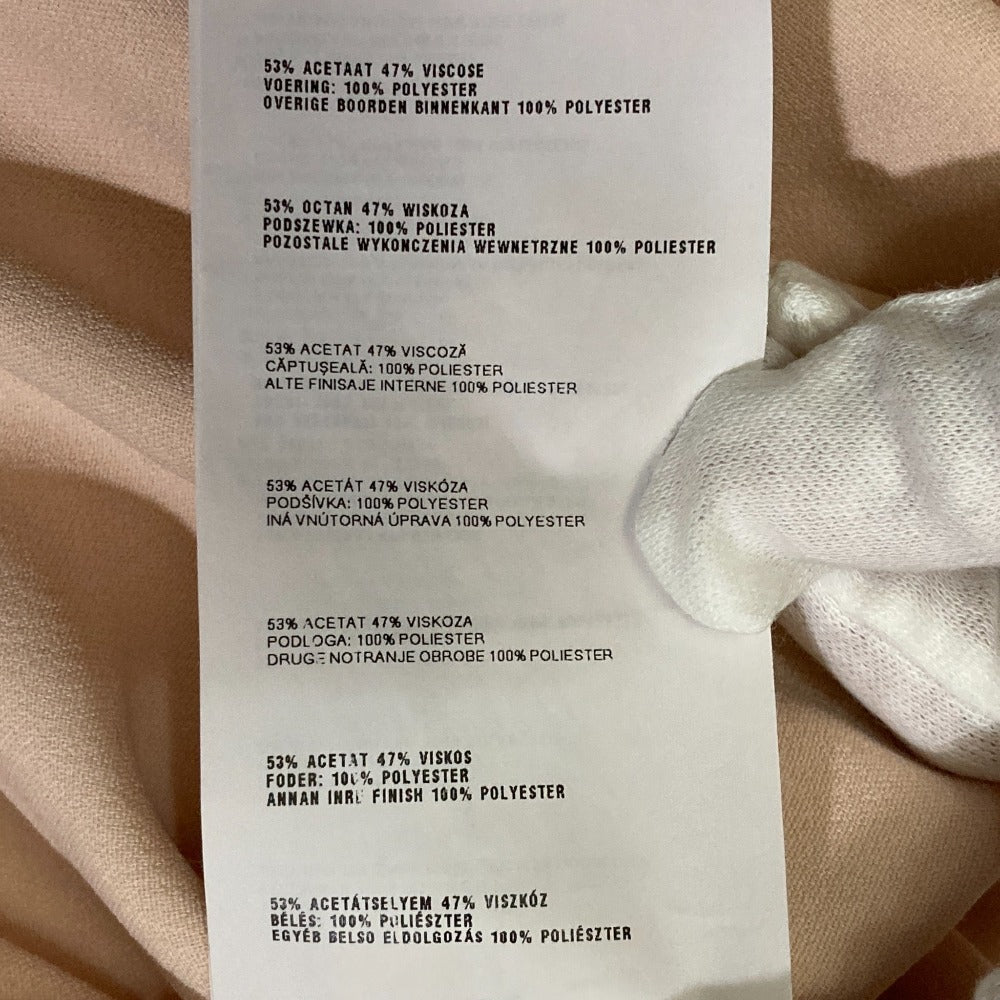 53% ACETAAT 47% VISCOSE
VOERING: 100% POLYESTER
OVERIGE BOORDEN BINNENKANT 100% POLYESTER
53% OCTAN 47% WISKOZA
PODSZEWKA: 100% POLIESTER
POZOSTALE WYKONCZENIA WEWNETRZNE 100% POLIESTER
53% ACETAT 47% VISCOZĂ
CĂPTUŞEALĂ: 100% POLIESTER
ALTE FINISAJE INTERNE 100% POLIESTER
53% ACETÁT 47% VISKÓZA
PODŠÍVKA: 100% POLYESTER
INÁ VNÚTORNÁ ÚPRAVA 100% POLYESTER
53% ACETAT 47% VISKOZA
PODLOGA: 100% POLIESTER
DRUGE NOTRANJE OBROBE 100% POLIESTER
53% ACETAT 47% VISKOS
FODER: 100% POLYESTER
ANNAN INRE FINISH 100% POLYESTER
53% ACETÁTSELYEM 47% VISZKÓZ
BÉLÉS: 100% POLIÉSZTER
EGYÉB BELSO ELDOLGOZÁS 100% POLIÉSZTER